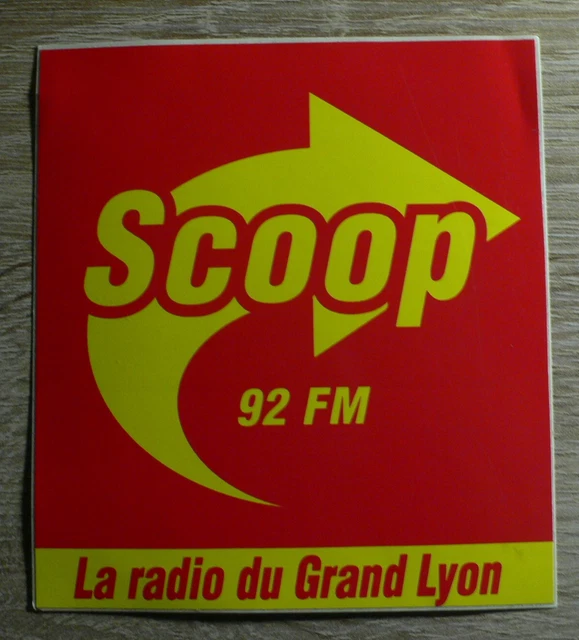 Scoop
92 FM
La radio du Grand Lyon